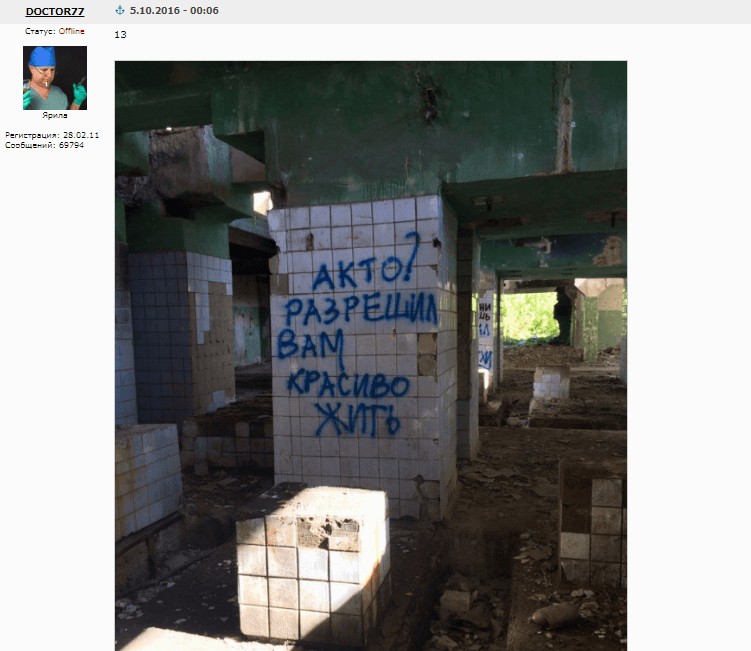 DOCTOR77
5.10.2016 - 00:06
Статус: Offline
Ярила
Регистрация: 28.02.11
Сообщений: 69794
13
АКТО?
РАЗРЕШИЛ
ВАМ
КРАСИВО
ЖИТЬ